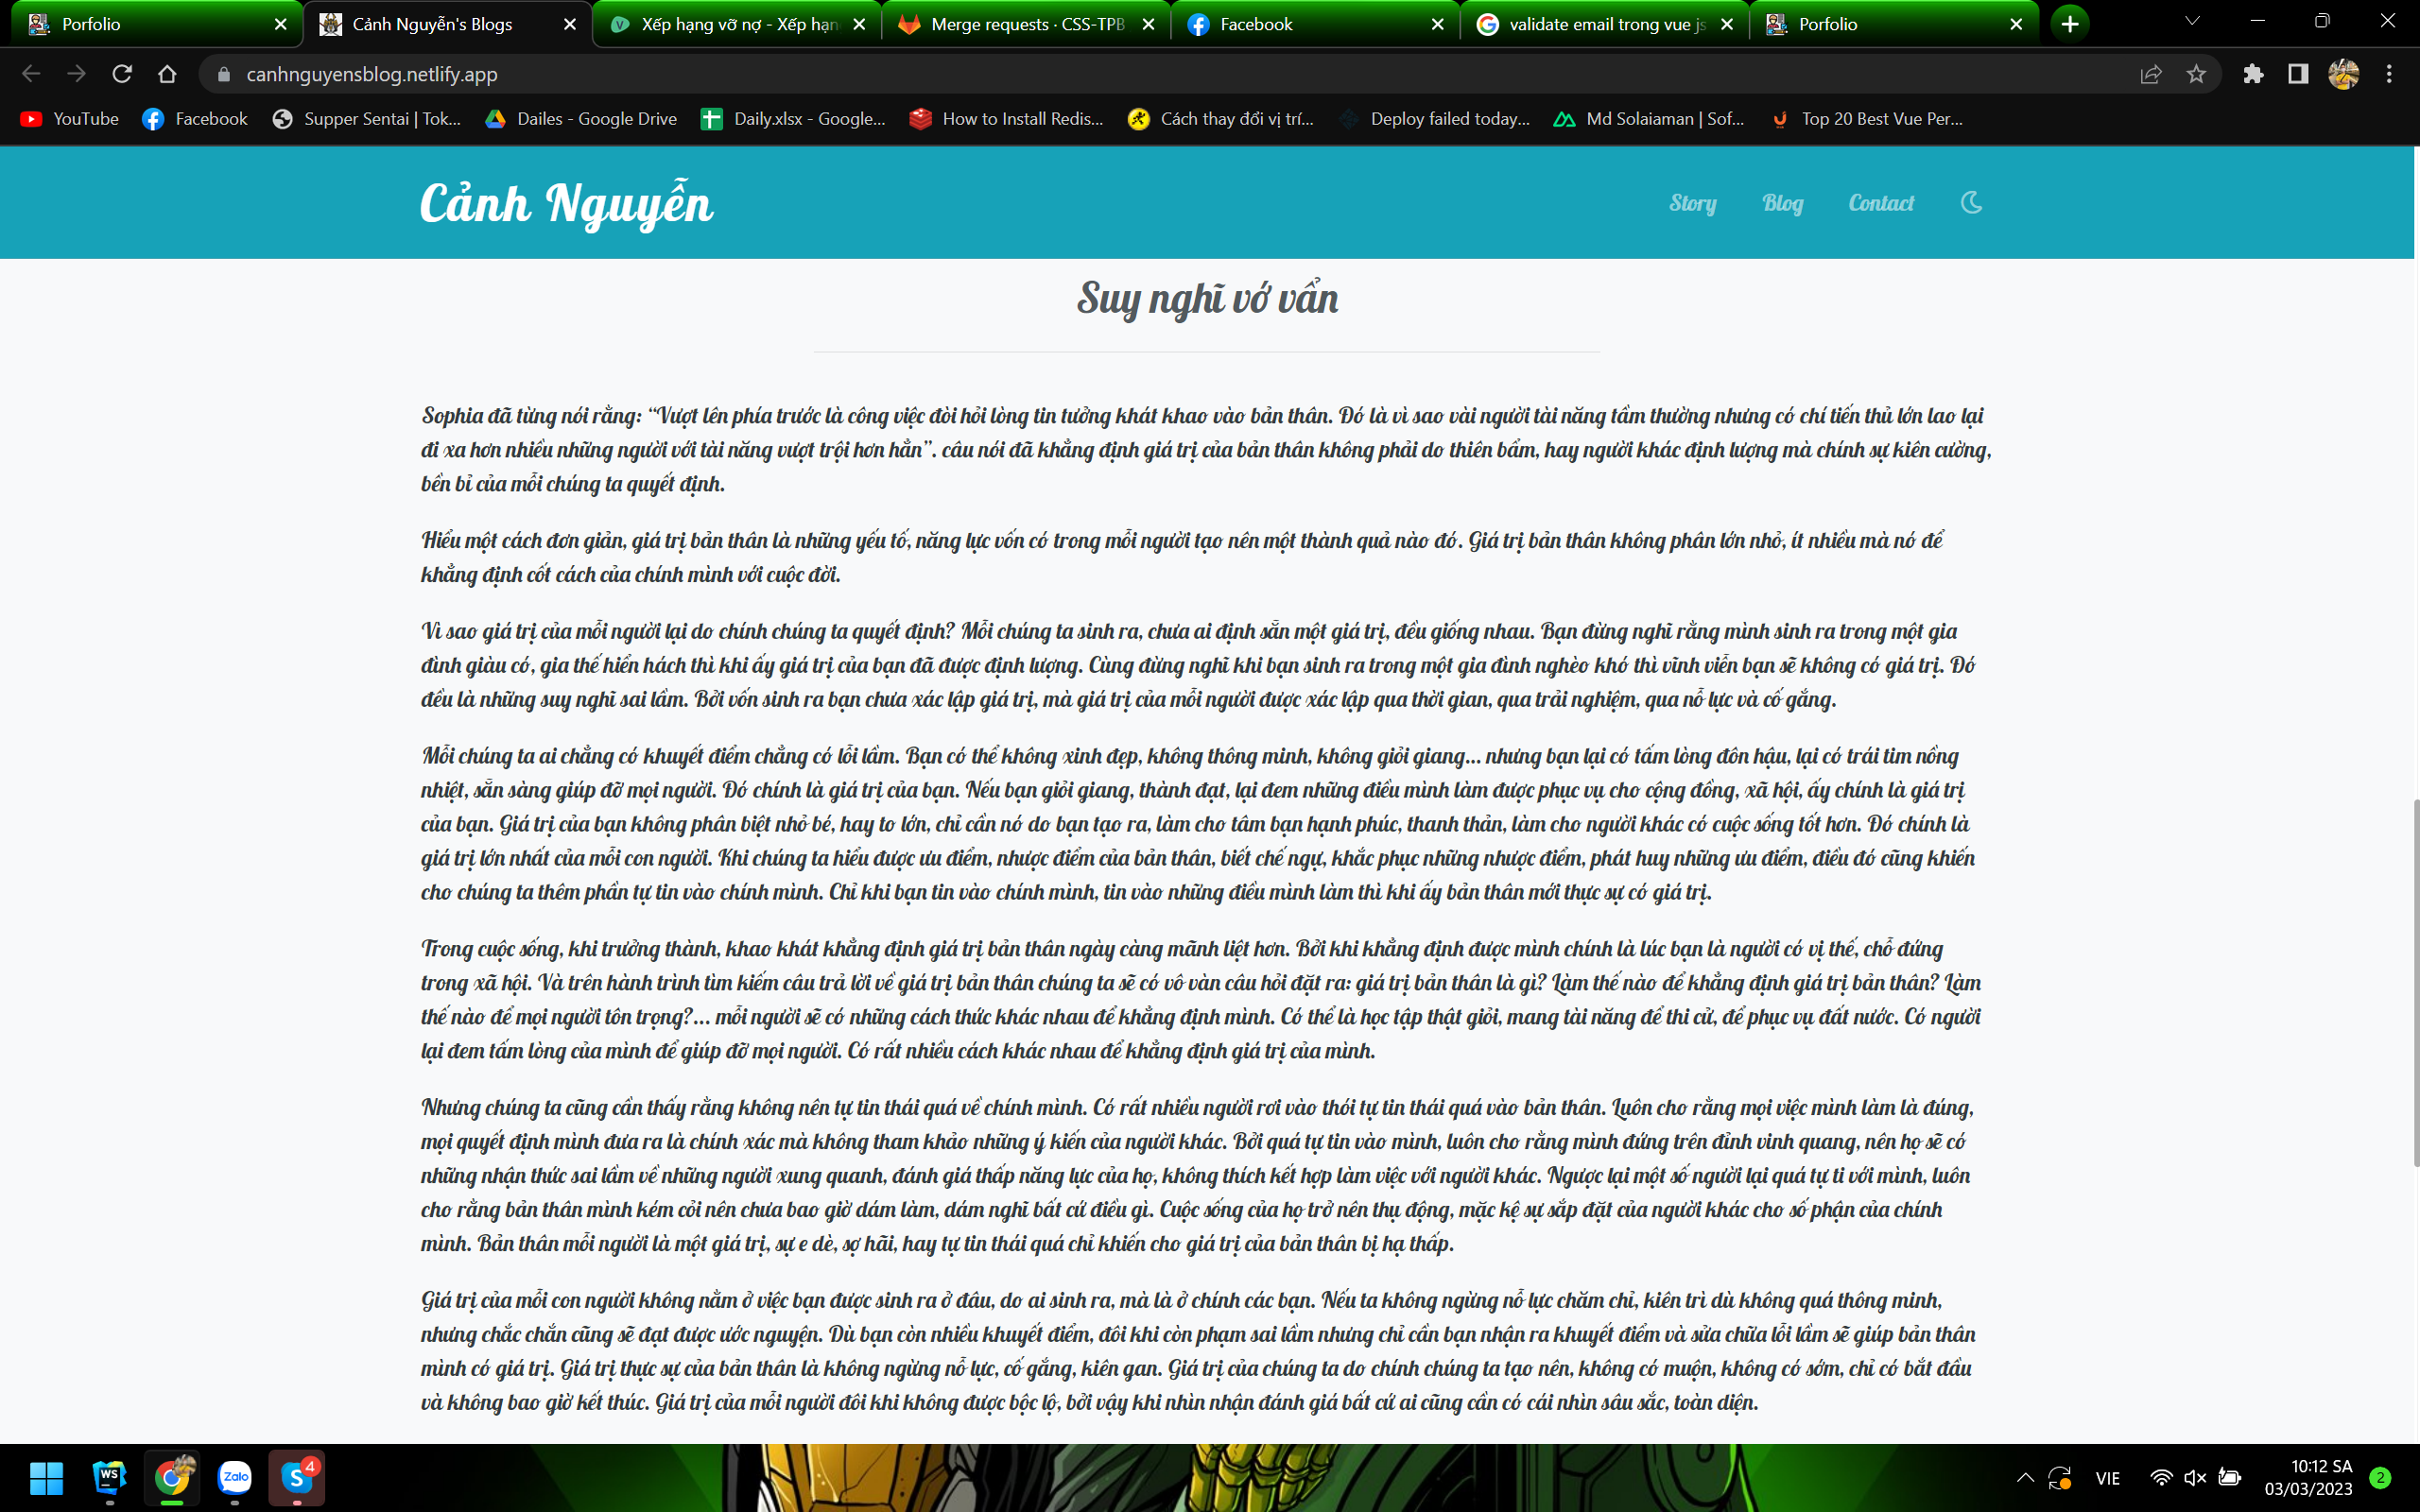 Porfolio
Cảnh Nguyễn's Blogs
Xếp hạng vỡ nợ - Xếp hạn
Merge requests · CSS-TPB
Facebook
validate email trong vue js
Porfolio
canhnguyensblog.netlify.app
YouTube
Facebook
Supper Sentai | Tok...
Dailes - Google Drive
Daily.xlsx - Google...
How to Install Redis...
Cách thay đổi vị trí...
Deploy failed today...
Md Solaiaman | Sof...
Top 20 Best Vue Per...
Cảnh Nguyễn
Story
Blog
Contact
Suy nghĩ vớ vẩn
Sophia đã từng nói rằng: “Vượt lên phía trước là công việc đòi hỏi lòng tin tưởng khát khao vào bản thân. Đó là vì sao vài người tài năng tầm thường nhưng có chí tiến thủ lớn lao lại
đi xa hơn nhiều những người với tài năng vượt trội hơn hẳn”. câu nói đã khẳng định giá trị của bản thân không phải do thiên bẩm, hay người khác định lượng mà chính sự kiên cường,
bền bỉ của mỗi chúng ta quyết định.
Hiểu một cách đơn giản, giá trị bản thân là những yếu tố, năng lực vốn có trong mỗi người tạo nên một thành quả nào đó. Giá trị bản thân không phân lớn nhỏ, ít nhiều mà nó để
khẳng định cốt cách của chính mình với cuộc đời.
Vì sao giá trị của mỗi người lại do chính chúng ta quyết định? Mỗi chúng ta sinh ra, chưa ai định sẵn một giá trị, đều giống nhau. Bạn đừng nghĩ rằng mình sinh ra trong một gia
đình giàu có, gia thế hiển hách thì khi ấy giá trị của bạn đã được định lượng. Cùng đừng nghĩ khi bạn sinh ra trong một gia đình nghèo khó thì vĩnh viễn bạn sẽ không có giá trị. Đó
đều là những suy nghĩ sai lầm. Bởi vốn sinh ra bạn chưa xác lập giá trị, mà giá trị của mỗi người được xác lập qua thời gian, qua trải nghiệm, qua nỗ lực và cố gắng.
Mỗi chúng ta ai chẳng có khuyết điểm chẳng có lỗi lầm. Bạn có thể không xinh đẹp, không thông minh, không giỏi giang... nhưng bạn lại có tấm lòng đôn hậu, lại có trái tim nồng
nhiệt, sẵn sàng giúp đỡ mọi người. Đó chính là giá trị của bạn. Nếu bạn giỏi giang, thành đạt, lại đem những điều mình làm được phục vụ cho cộng đồng, xã hội, ấy chính là giá trị
của bạn. Giá trị của bạn không phân biệt nhỏ bé, hay to lớn, chỉ cần nó do bạn tạo ra, làm cho tâm bạn hạnh phúc, thanh thản, làm cho người khác có cuộc sống tốt hơn. Đó chính là
giá trị lớn nhất của mỗi con người. Khi chúng ta hiểu được ưu điểm, nhược điểm của bản thân, biết chế ngự, khắc phục những nhược điểm, phát huy những ưu điểm, điều đó cũng khiến
cho chúng ta thêm phần tự tin vào chính mình. Chỉ khi bạn tin vào chính mình, tin vào những điều mình làm thì khi ấy bản thân mới thực sự có giá trị.
Trong cuộc sống, khi trưởng thành, khao khát khẳng định giá trị bản thân ngày càng mãnh liệt hơn. Bởi khi khẳng định được mình chính là lúc bạn là người có vị thế, chỗ đứng
trong xã hội. Và trên hành trình tìm kiếm câu trả lời về giá trị bản thân chúng ta sẽ có vô vàn câu hỏi đặt ra: giá trị bản thân là gì? Làm thế nào để khẳng định giá trị bản thân? Làm
thế nào để mọi người tôn trọng?... mỗi người sẽ có những cách thức khác nhau để khẳng định mình. Có thể là học tập thật giỏi, mang tài năng để thi cử, để phục vụ đất nước. Có người
lại đem tấm lòng của mình để giúp đỡ mọi người. Có rất nhiều cách khác nhau để khẳng định giá trị của mình.
Nhưng chúng ta cũng cần thấy rằng không nên tự tin thái quá về chính mình. Có rất nhiều người rơi vào thói tự tin thái quá vào bản thân. Luôn cho rằng mọi việc mình làm là đúng,
mọi quyết định mình đưa ra là chính xác mà không tham khảo những ý kiến của người khác. Bởi quá tự tin vào mình, luôn cho rằng mình đứng trên đỉnh vinh quang, nên họ sẽ có
những nhận thức sai lầm về những người xung quanh, đánh giá thấp năng lực của họ, không thích kết hợp làm việc với người khác. Ngược lại một số người lại quá tự ti với mình, luôn
cho rằng bản thân mình kém cỏi nên chưa bao giờ dám làm, dám nghĩ bất cứ điều gì. Cuộc sống của họ trở nên thụ động, mặc kệ sự sắp đặt của người khác cho số phận của chính
mình. Bản thân mỗi người là một giá trị, sự e dè, sợ hãi, hay tự tin thái quá chỉ khiến cho giá trị của bản thân bị hạ thấp.
Giá trị của mỗi con người không nằm ở việc bạn được sinh ra ở đâu, do ai sinh ra, mà là ở chính các bạn. Nếu ta không ngừng nỗ lực chăm chỉ, kiên trì dù không quá thông minh,
nhưng chắc chắn cũng sẽ đạt được ước nguyện. Dù bạn còn nhiều khuyết điểm, đôi khi còn phạm sai lầm nhưng chỉ cần bạn nhận ra khuyết điểm và sửa chữa lỗi lầm sẽ giúp bản thân
mình có giá trị. Giá trị thực sự của bản thân là không ngừng nỗ lực, cố gắng, kiên gan. Giá trị của chúng ta do chính chúng ta tạo nên, không có muộn, không có sớm, chỉ có bắt đầu
và không bao giờ kết thúc. Giá trị của mỗi người đôi khi không được bộc lộ, bởi vậy khi nhìn nhận đánh giá bất cứ ai cũng cần có cái nhìn sâu sắc, toàn diện.
WS
Zalo
S
4
VIE
10:12 SA
03/03/2023
2